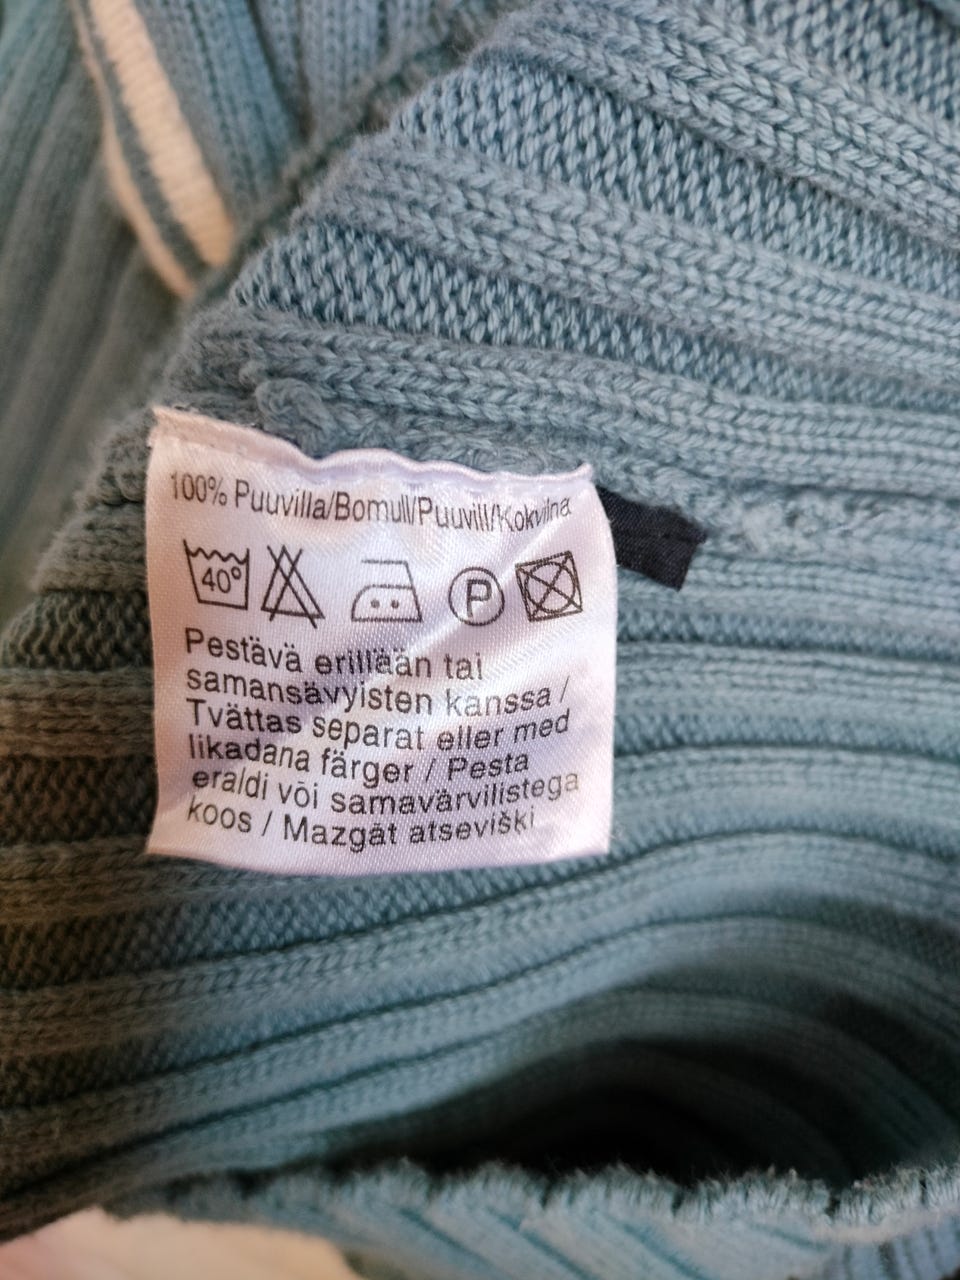 100% Puuvilla/Bomull/Puuvill/Kokvilna
40° P
Pestävä erillään tai
samansävyisten kanssa /
Tvättas separat eller med
likadana färger / Pesta
eraldi või samavärvilistega
koos / Mazgāt atsevišķi